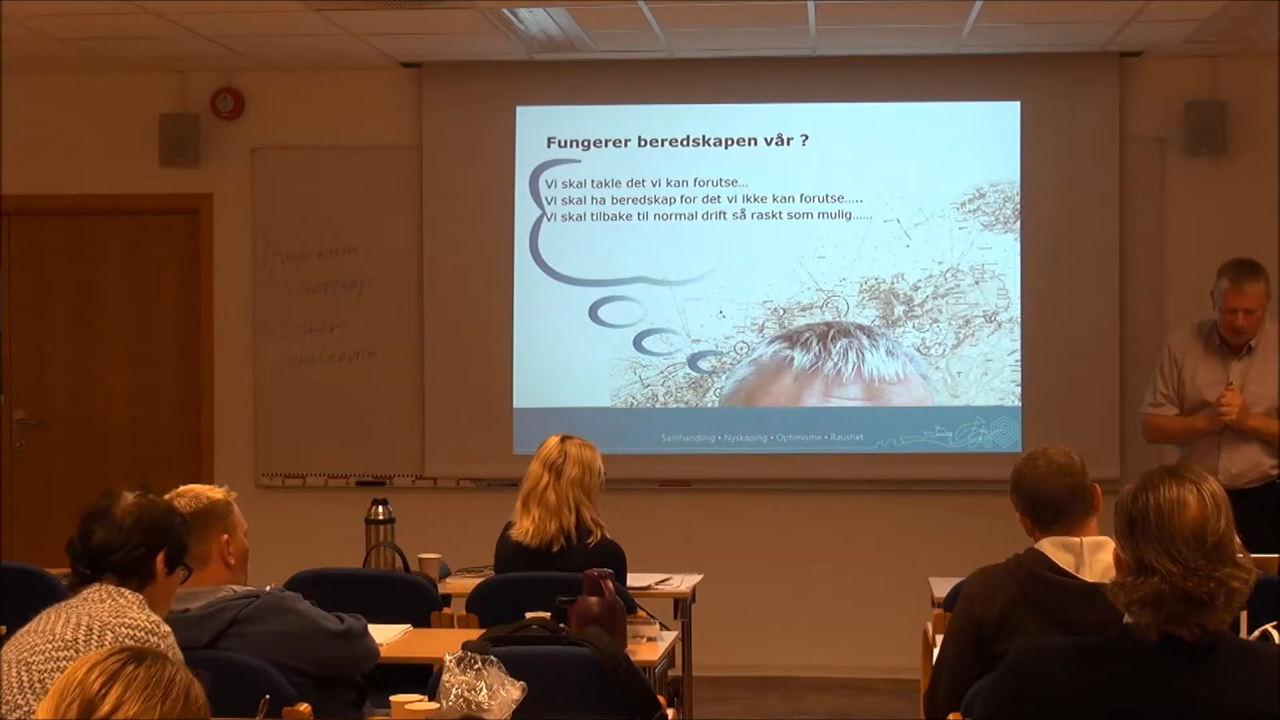 Fungerer beredskapen vår ?
Vi skal takle det vi kan forutse...
Vi skal ha beredskap for det vi ikke kan forutse.....
Vi skal tilbake til normal drift så raskt som mulig......
Samhandling • Nyskaping • Optimisme • Raushet